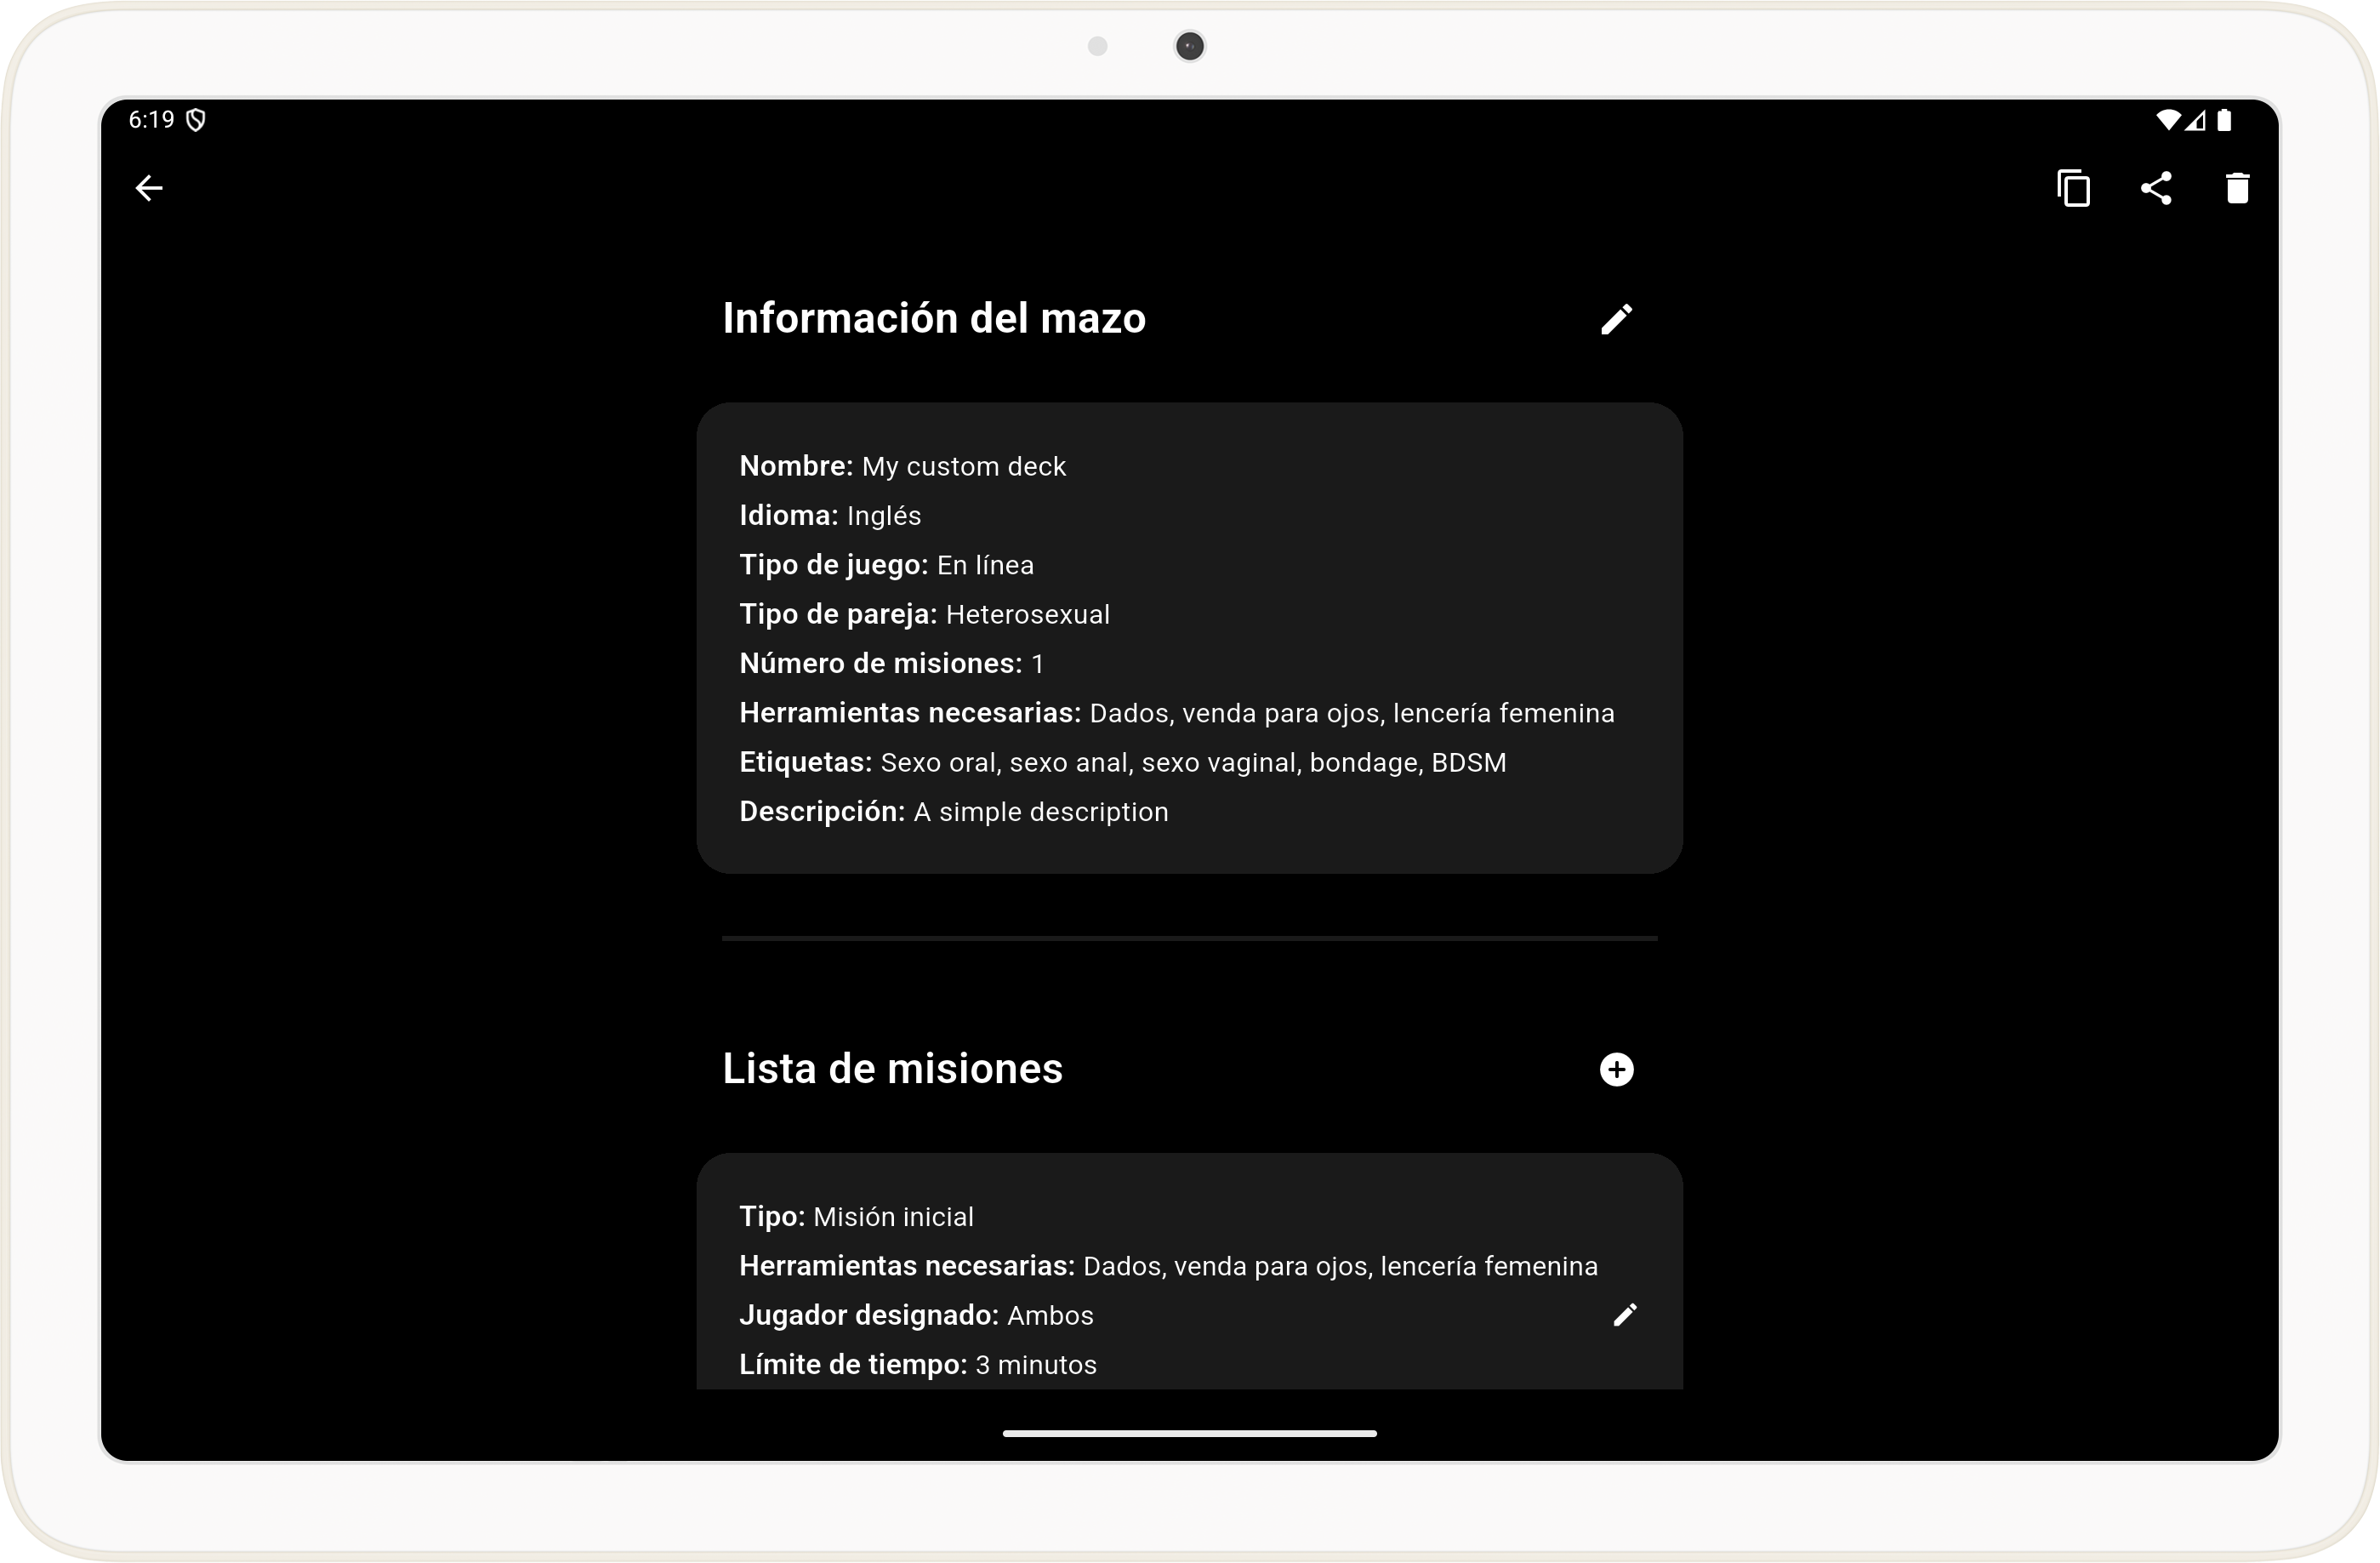 6:19
Información del mazo
Nombre: My custom deck
Idioma: Inglés
Tipo de juego: En línea
Tipo de pareja: Heterosexual
Número de misiones: 1
Herramientas necesarias: Dados, venda para ojos, lencería femenina
Etiquetas: Sexo oral, sexo anal, sexo vaginal, bondage, BDSM
Descripción: A simple description
Lista de misiones
Tipo: Misión inicial
Herramientas necesarias: Dados, venda para ojos, lencería femenina
Jugador designado: Ambos
Límite de tiempo: 3 minutos